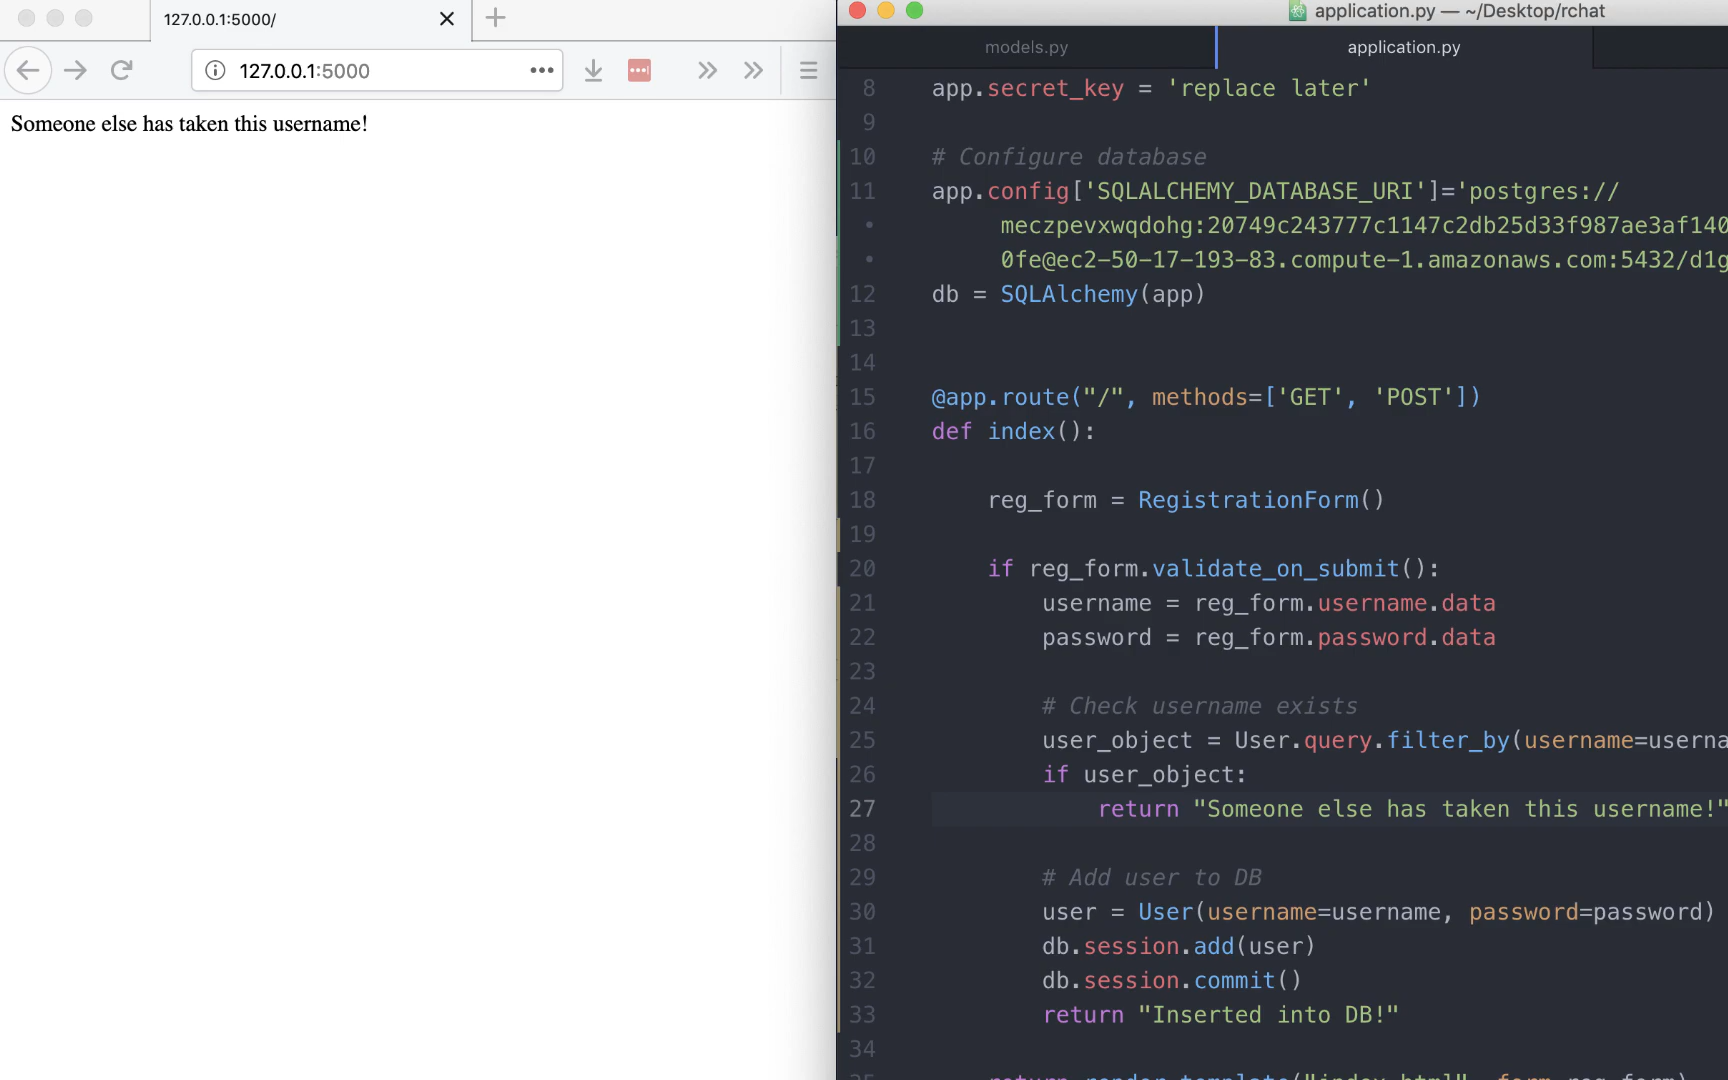 127.0.0.1:5000/
127.0.0.1:5000
Someone else has taken this username!
application.py — ~/Desktop/rchat
models.py
application.py
8 app.secret_key = 'replace later'
9
10 # Configure database
11 app.config['SQLALCHEMY_DATABASE_URI']='postgres://
meczpevxwqdohg:20749c243777c1147c2db25d33f987ae3af140
0fe@ec2-50-17-193-83.compute-1.amazonaws.com:5432/d1g
12 db = SQLAlchemy(app)
13
14
15 @app.route("/", methods=['GET', 'POST'])
16 def index():
17
18 reg_form = RegistrationForm()
19
20 if reg_form.validate_on_submit():
21 username = reg_form.username.data
22 password = reg_form.password.data
23
24 # Check username exists
25 user_object = User.query.filter_by(username=userna
26 if user_object:
27 return "Someone else has taken this username!"
28
29 # Add user to DB
30 user = User(username=username, password=password)
31 db.session.add(user)
32 db.session.commit()
33 return "Inserted into DB!"
34